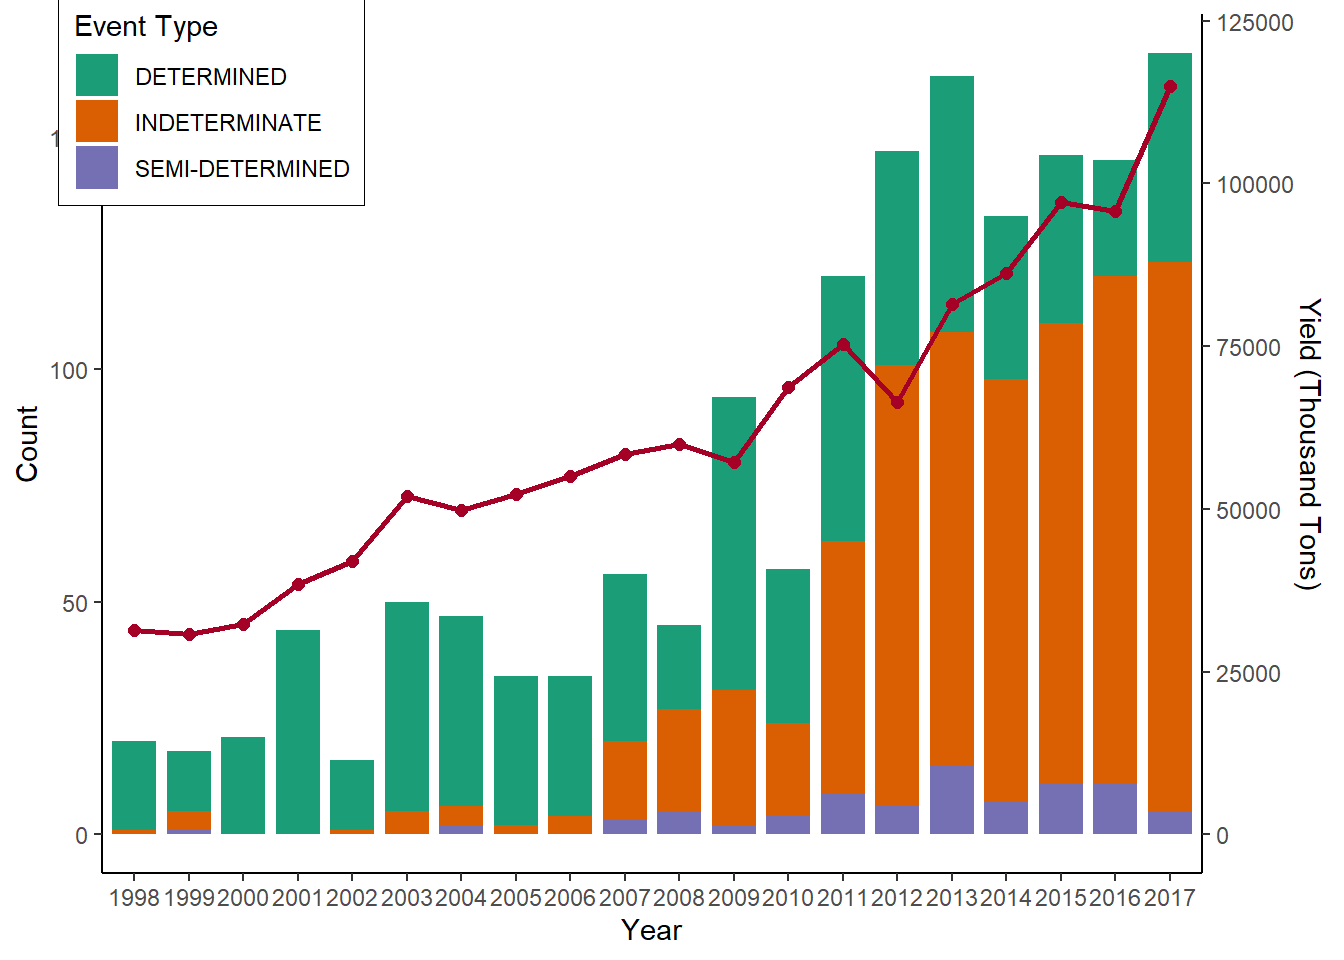 Event Type
DETERMINED
INDETERMINATE
SEMI-DETERMINED
Count
100
50
0
125000
100000
75000
50000
25000
0
Yield (Thousand Tons)
1998 1999 2000 2001 2002 2003 2004 2005 2006 2007 2008 2009 2010 2011 2012 2013 2014 2015 2016 2017
Year